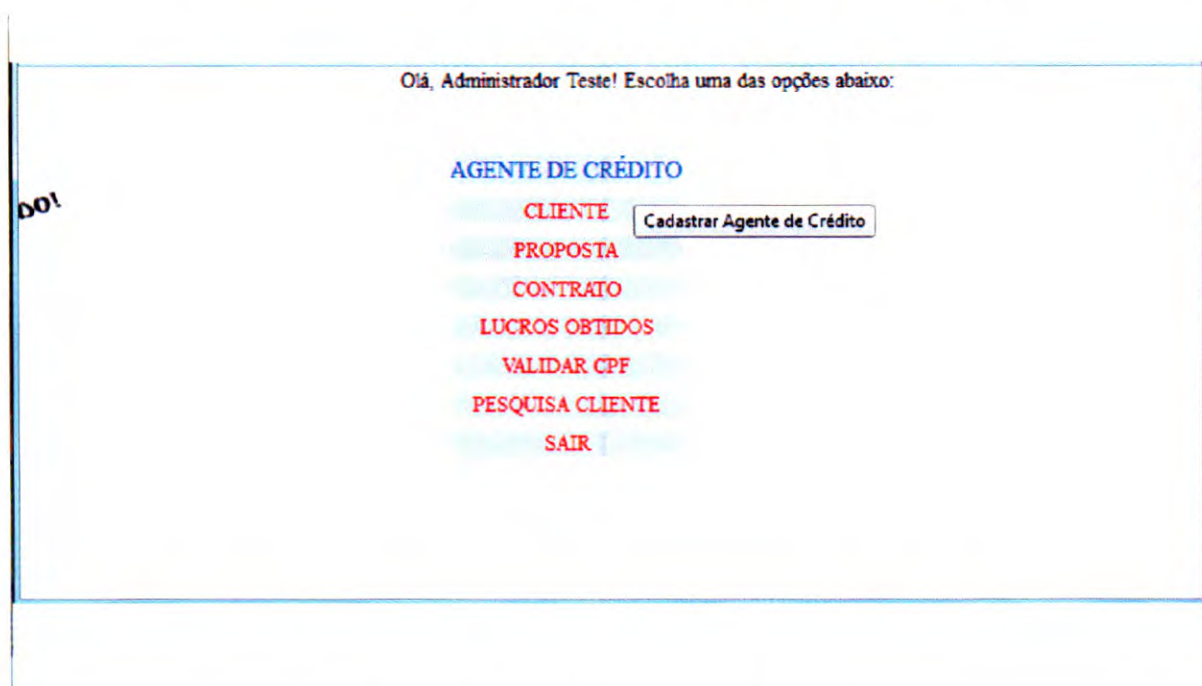 Olá, Administrador Teste! Escolha uma das opções abaixo:
AGENTE DE CRÉDITO
DO!
CLIENTE
Cadastrar Agente de Crédito
PROPOSTA
CONTRATO
LUCROS OBTIDOS
VALIDAR CPF
PESQUISA CLIENTE
SAIR